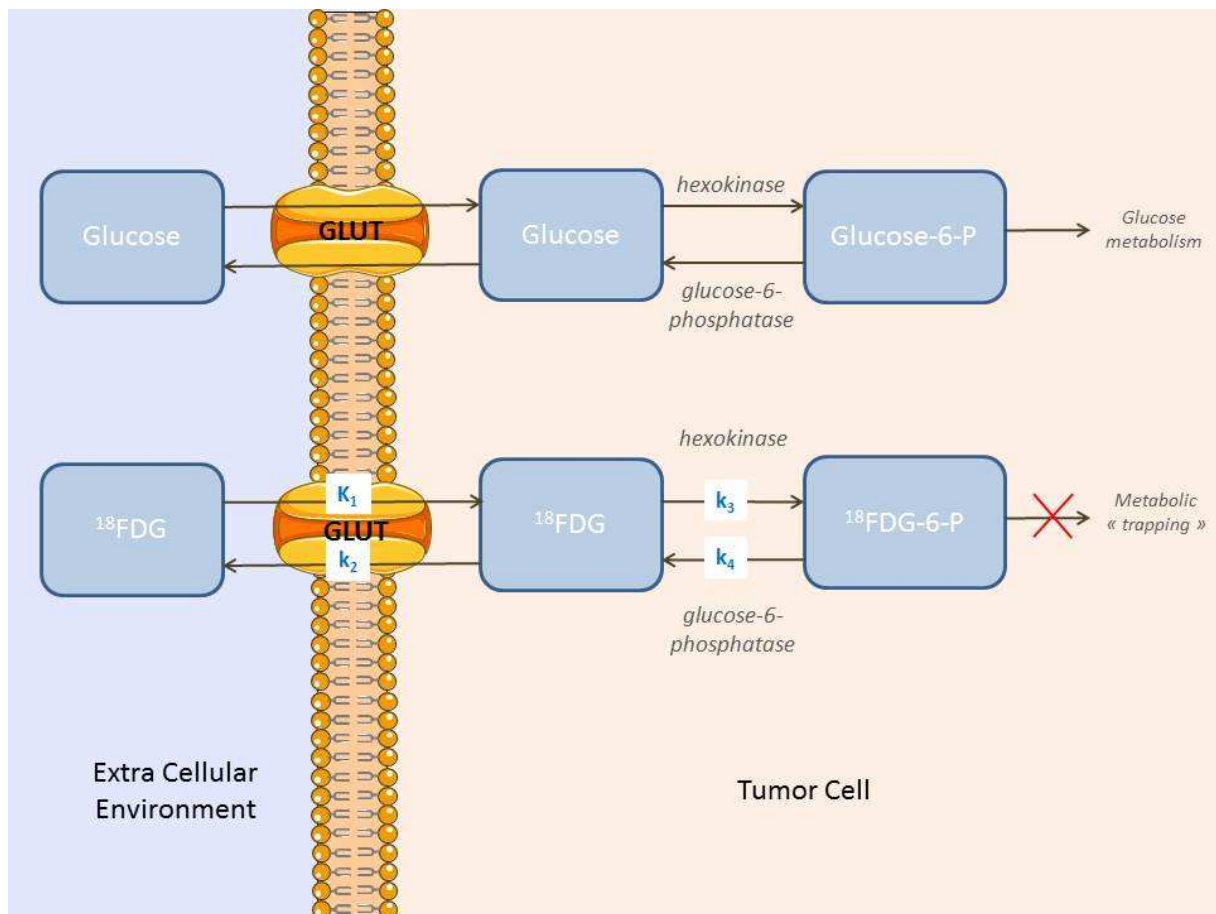 Glucose
GLUT
Glucose
hexokinase
glucose-6-
phosphatase
Glucose-6-P
Glucose
metabolism
¹⁸FDG
K₁
GLUT
k₂
¹⁸FDG
hexokinase
k₃
k₄
glucose-6-
phosphatase
¹⁸FDG-6-P
Metabolic
« trapping »
Extra Cellular
Environment
Tumor Cell